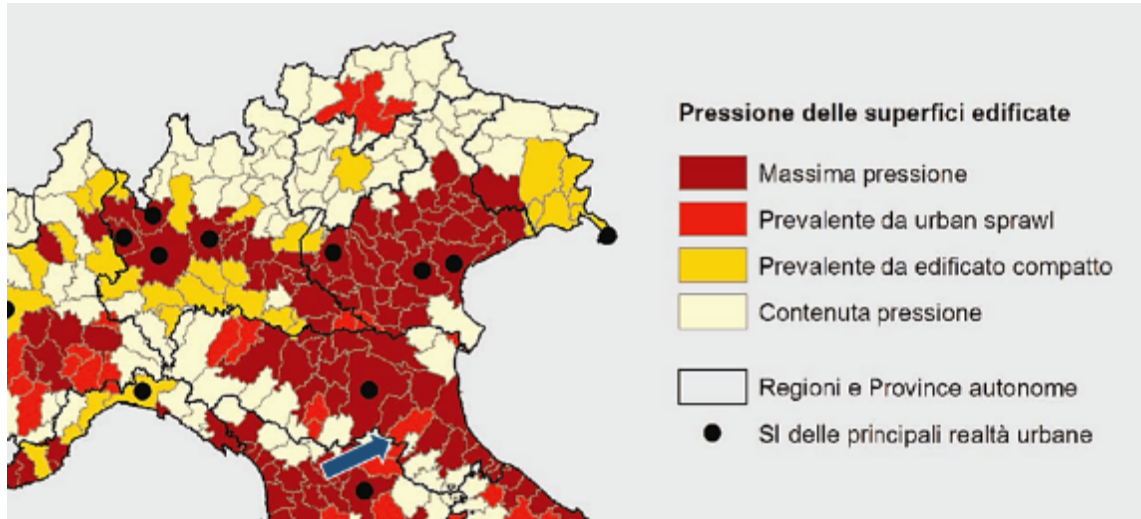 Pressione delle superfici edificate
Massima pressione
Prevalente da urban sprawl
Prevalente da edificato compatto
Contenuta pressione
Regioni e Province autonome
SI delle principali realtà urbane